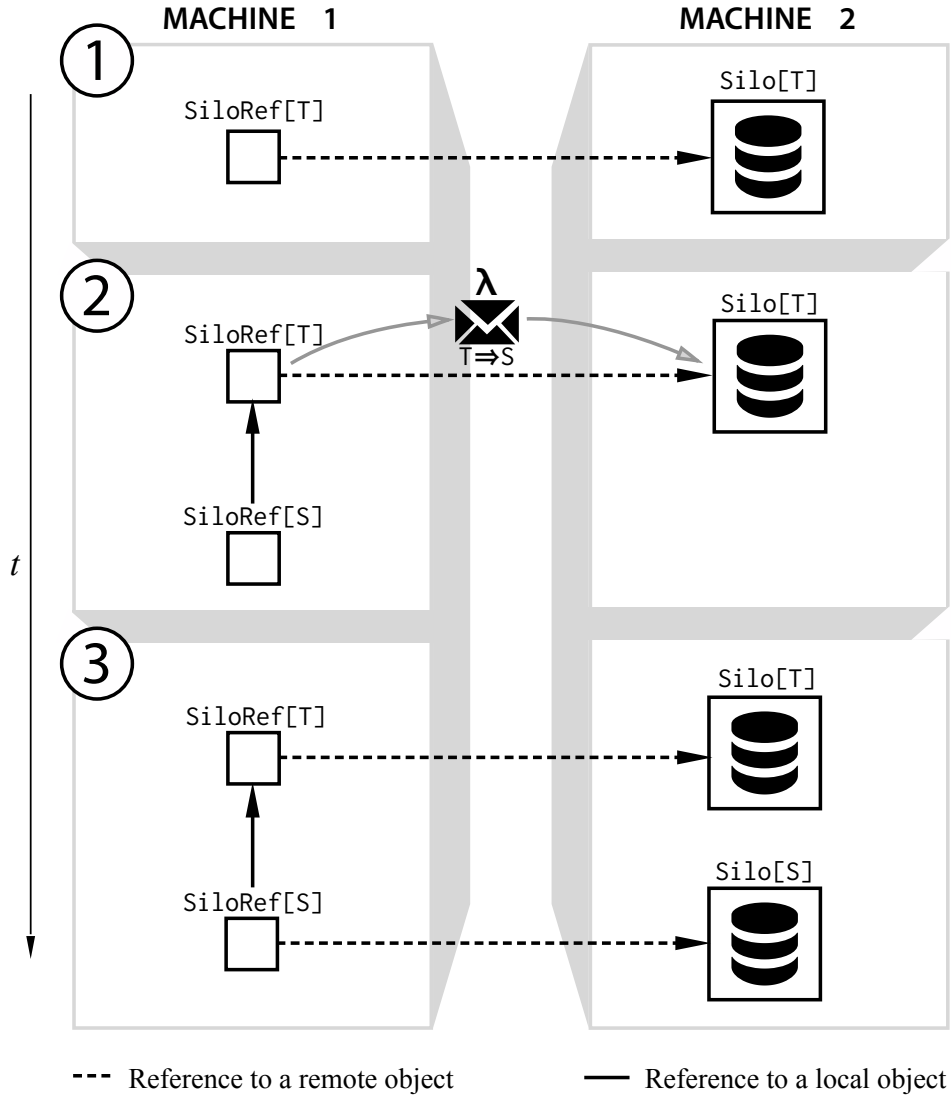 MACHINE 1
MACHINE 2
1
SiloRef[T]
Silo[T]
2
λ
SiloRef[T]
T⇒S
Silo[T]
SiloRef[S]
t
3
SiloRef[T]
Silo[T]
SiloRef[S]
Silo[S]
Reference to a remote object
Reference to a local object